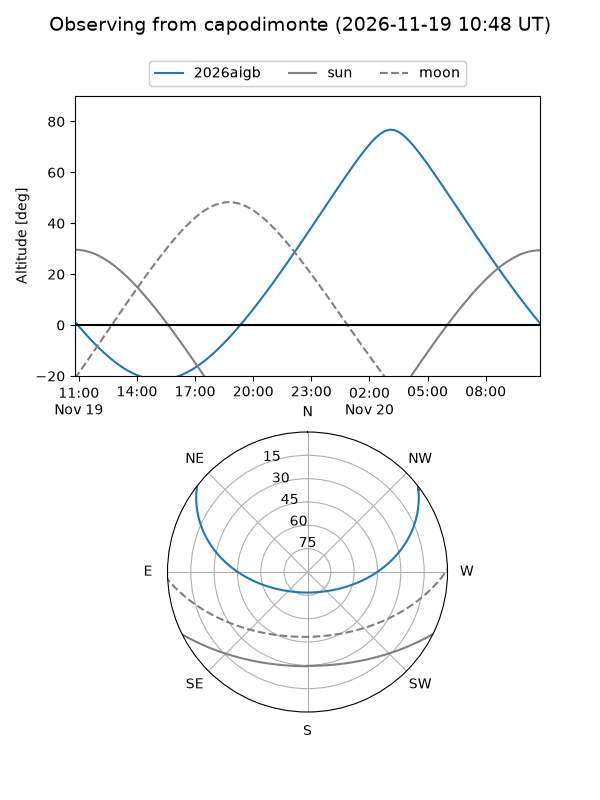 Observing from capodimonte (2026-11-19 10:48 UT)
2026aigb sun moon
80
60
40
20
0
−20
Altitude [deg]
11:00 14:00 17:00 20:00 23:00 02:00 05:00 08:00
Nov 19 Nov 20
N
NE NW
15
30
45
60
75
E W
SE SW
S